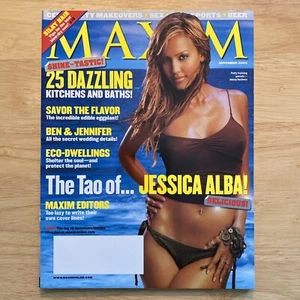 MAXIM
SHINE-TASTIC!
25 DAZZLING
KITCHENS AND BATHS!
SAVOR THE FLAVOR
The incredible edible eggplant!
BEN & JENNIFER
All the secret wedding details!
ECO-DWELLINGS
Shelter the soul—and
protect the planet!
The Tao of... JESSICA ALBA!
DELICIOUS!
MAXIM EDITORS
Too lazy to write their
own cover lines!